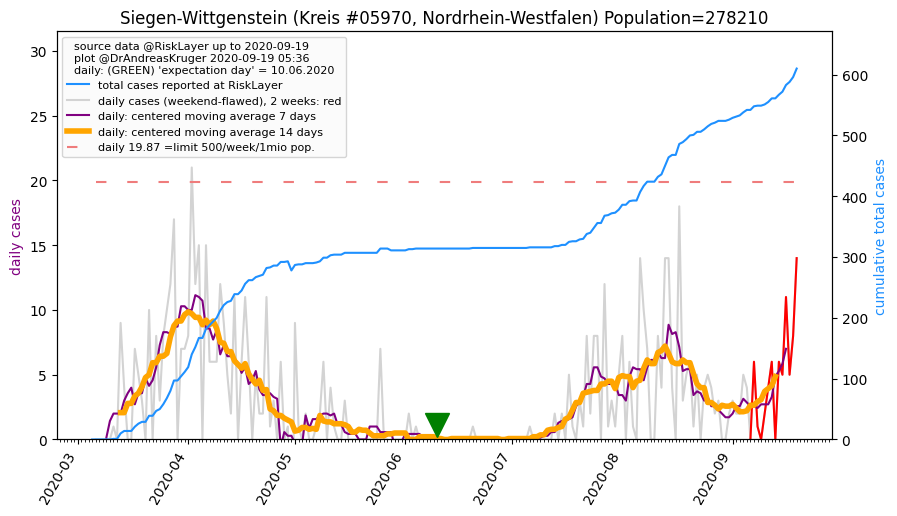 Siegen-Wittgenstein (Kreis #05970, Nordrhein-Westfalen) Population=278210
source data @RiskLayer up to 2020-09-19
plot @DrAndreasKruger 2020-09-19 05:36
daily: (GREEN) 'expectation day' = 10.06.2020
total cases reported at RiskLayer
daily cases (weekend-flawed), 2 weeks: red
daily: centered moving average 7 days
daily: centered moving average 14 days
daily 19.87 =limit 500/week/1mio pop.
daily cases
30
25
20
15
10
5
0
cumulative total cases
600
500
400
300
200
100
0
2020-03
2020-04
2020-05
2020-06
2020-07
2020-08
2020-09